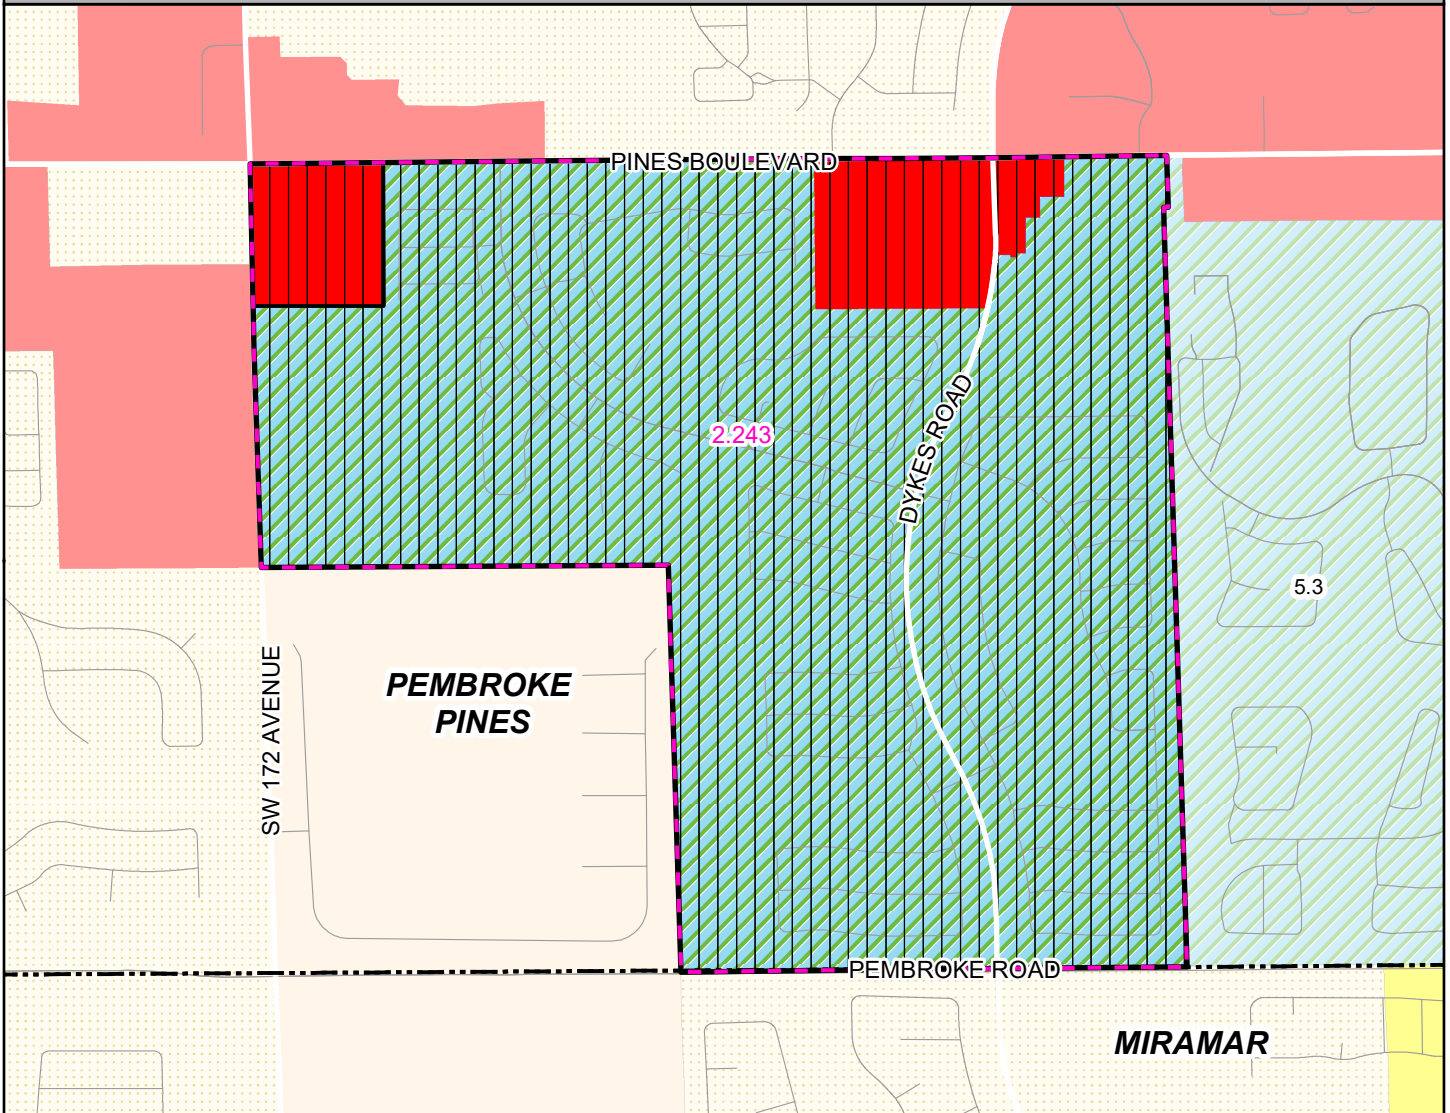 PINES BOULEVARD
2.243
DYKES ROAD
5.3
SW 172 AVENUE
PEMBROKE
PINES
PEMBROKE ROAD
MIRAMAR